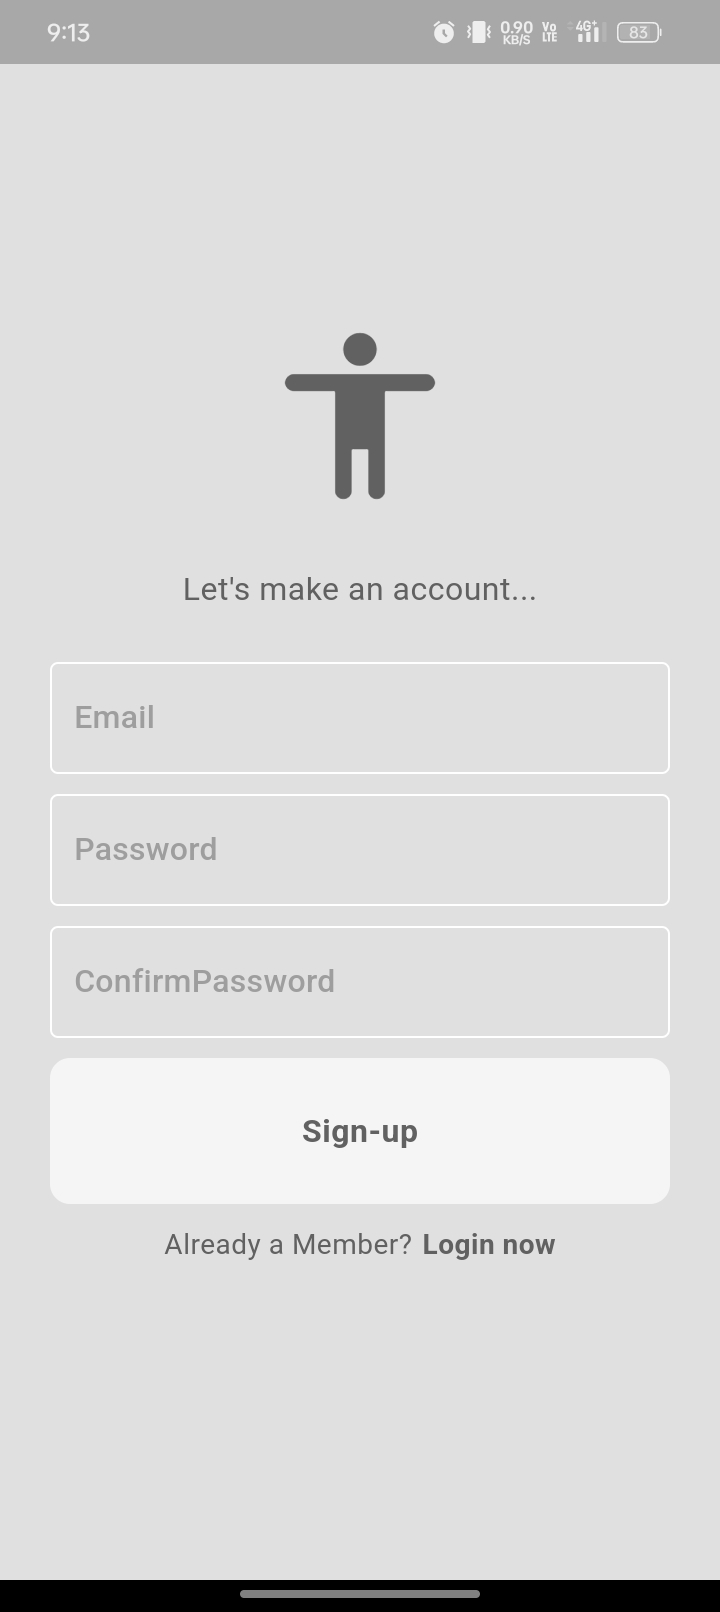 9:13 0.90 KB/S Vo LTE 4G+ 83
Let's make an account...
Email
Password
ConfirmPassword
Sign-up
Already a Member? Login now